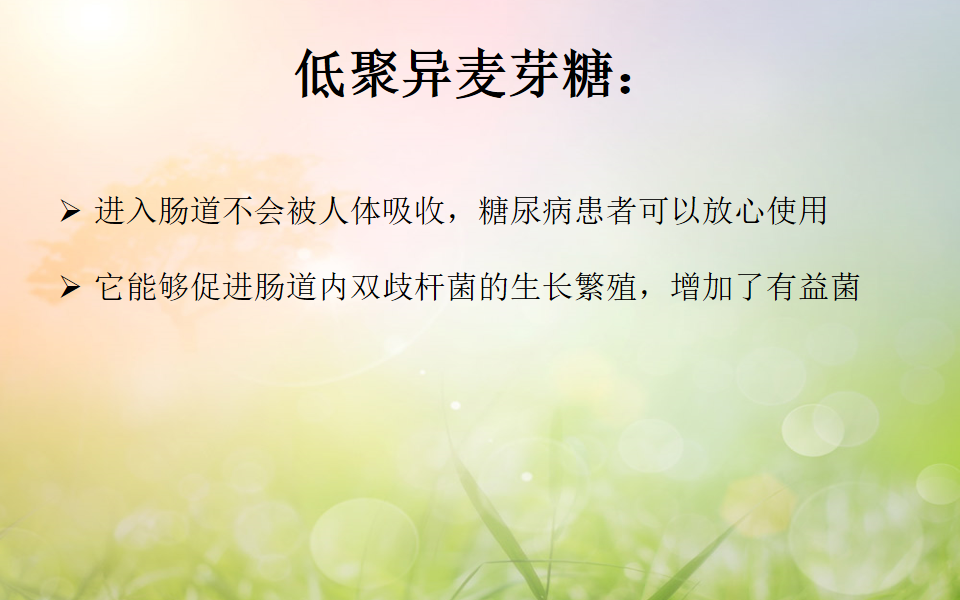 低聚异麦芽糖：
➢ 进入肠道不会被人体吸收，糖尿病患者可以放心使用
➢ 它能够促进肠道内双歧杆菌的生长繁殖，增加了有益菌